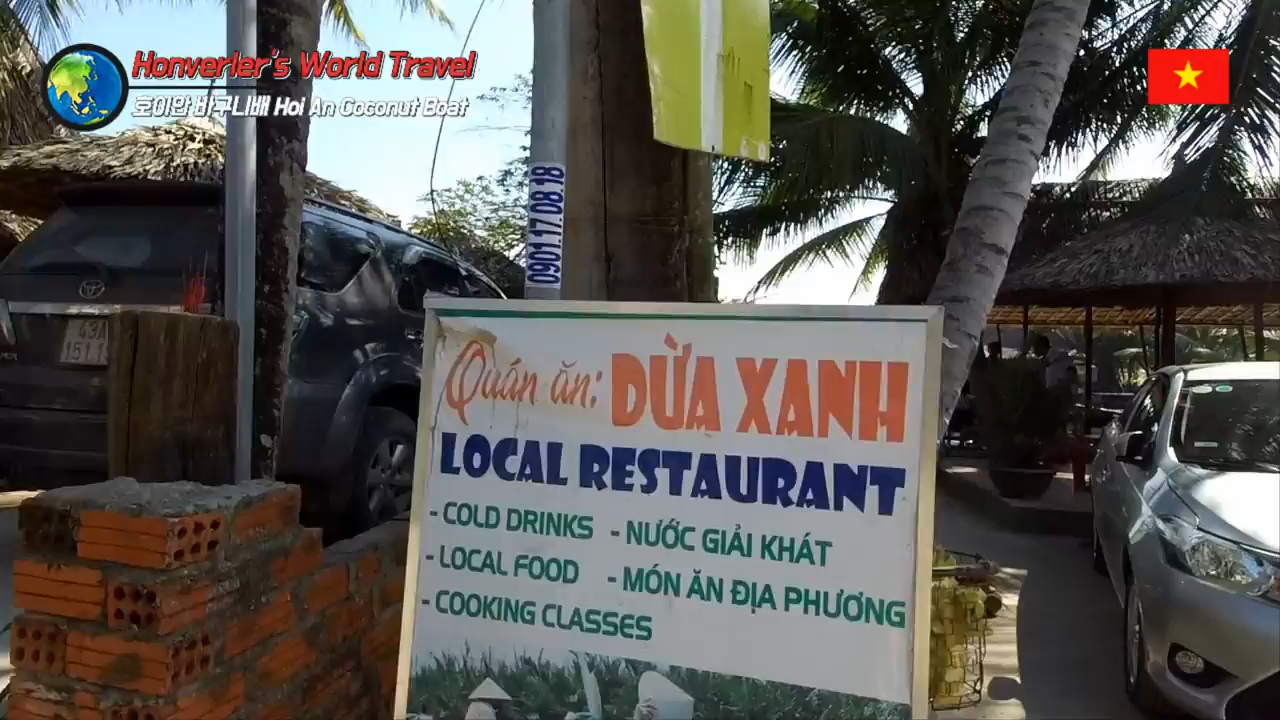 Honverler's World Travel
호이안 바구니배 Hoi An Coconut Boat
0901.17.08.18
43A
Quán ăn: DỪA XANH
LOCAL RESTAURANT
- COLD DRINKS - NƯỚC GIẢI KHÁT
- LOCAL FOOD - MÓN ĂN ĐỊA PHƯƠNG
- COOKING CLASSES